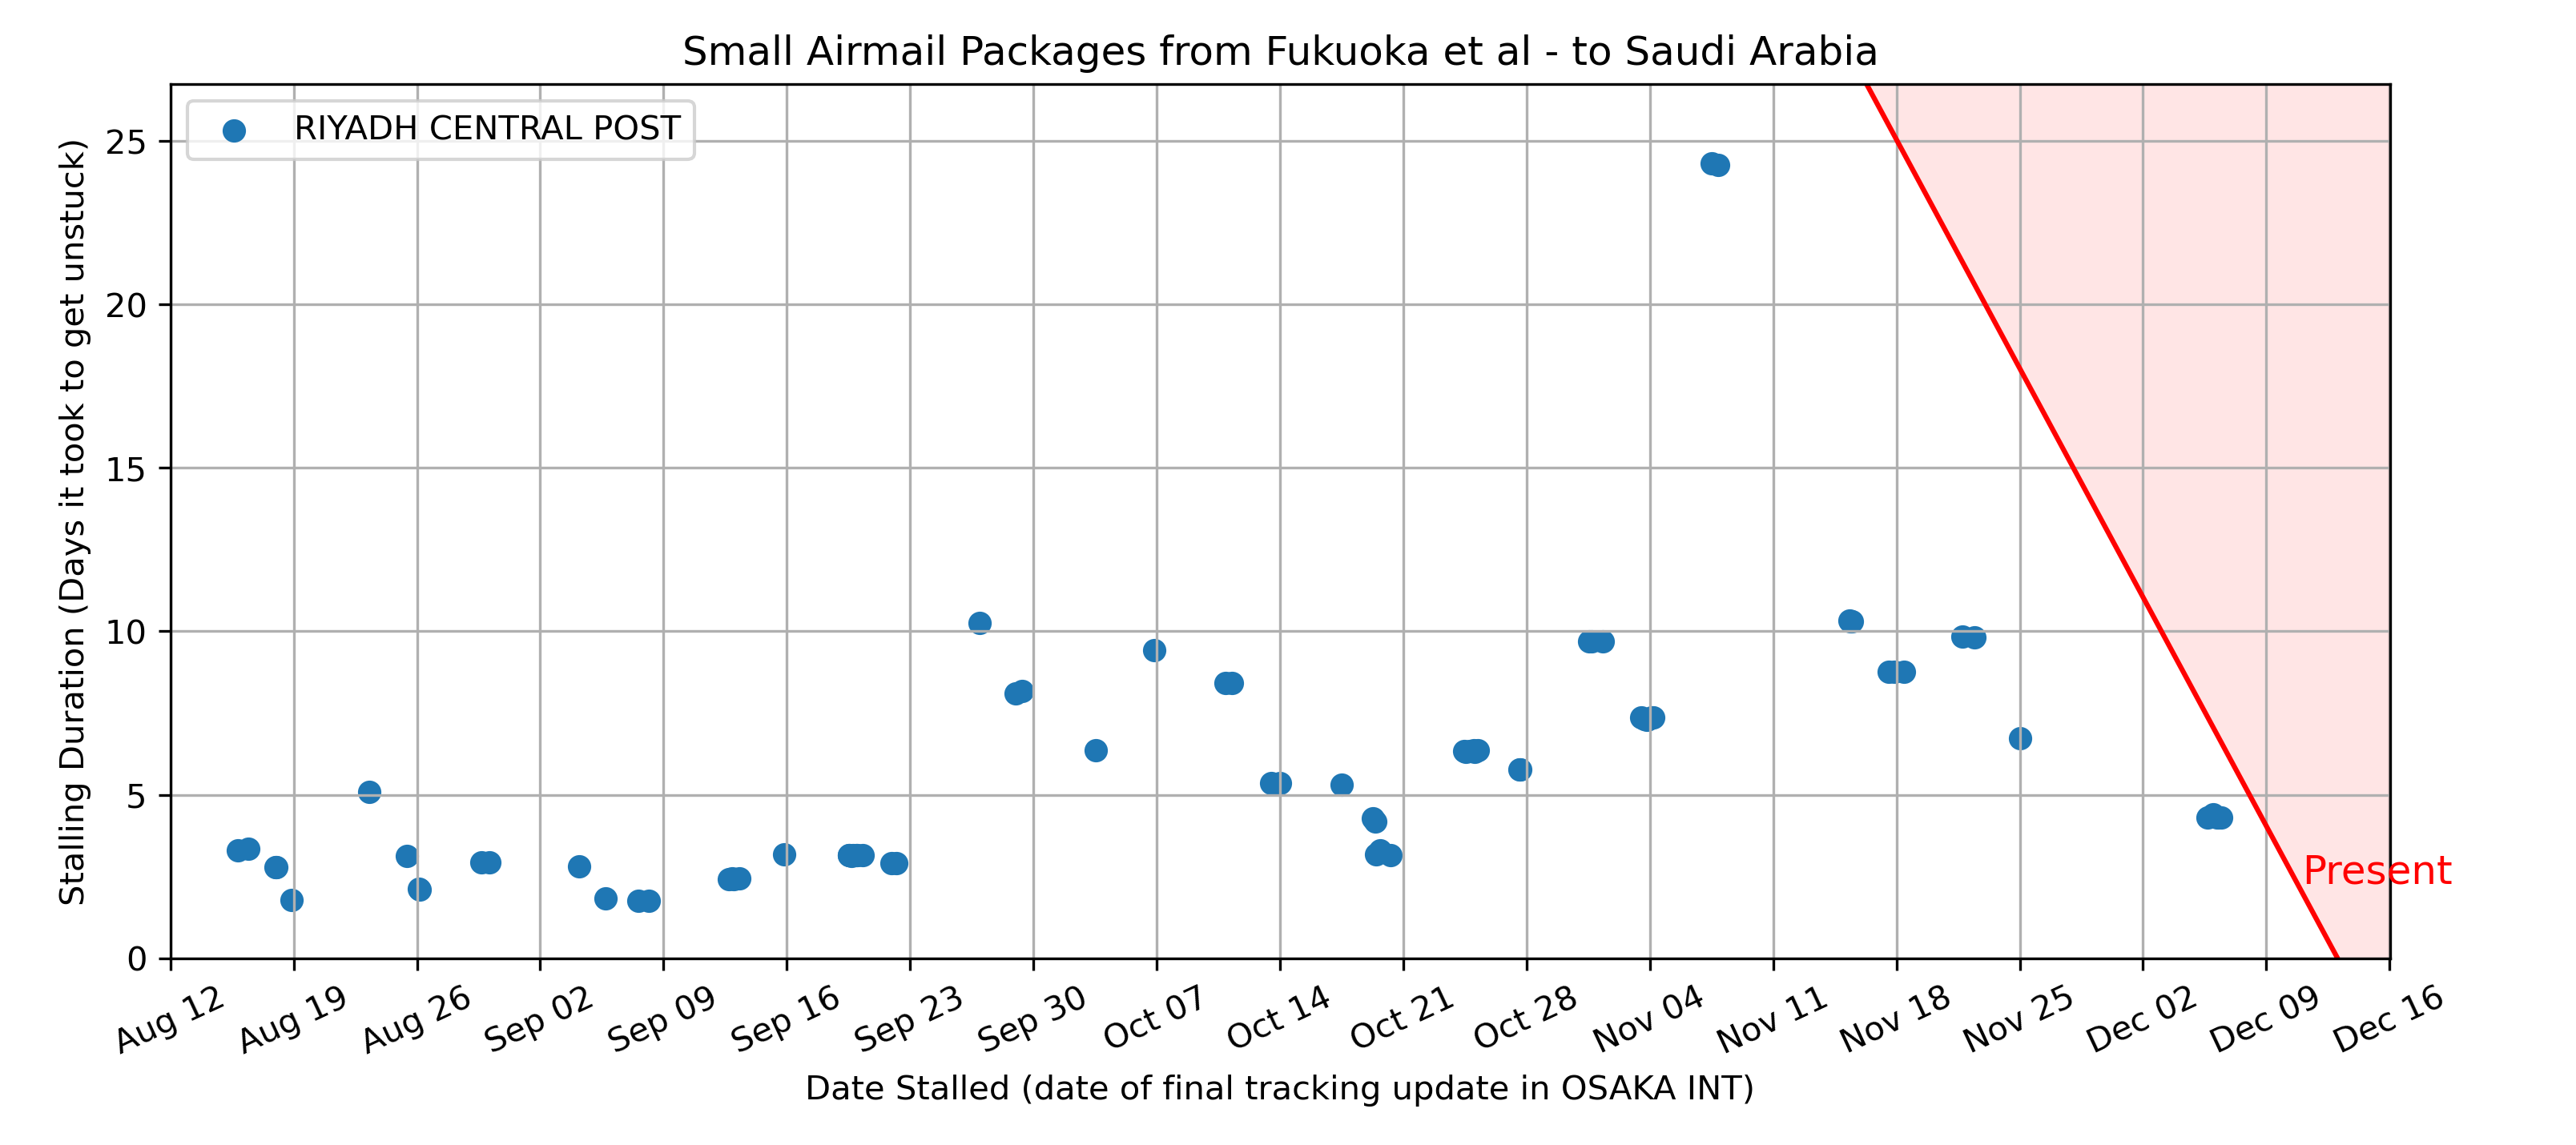 Small Airmail Packages from Fukuoka et al - to Saudi Arabia
RIYADH CENTRAL POST
Stalling Duration (Days it took to get unstuck)
25
20
15
10
5
0
Present
Aug 12
Aug 19
Aug 26
Sep 02
Sep 09
Sep 16
Sep 23
Sep 30
Oct 07
Oct 14
Oct 21
Oct 28
Nov 04
Nov 11
Nov 18
Nov 25
Dec 02
Dec 09
Dec 16
Date Stalled (date of final tracking update in OSAKA INT)